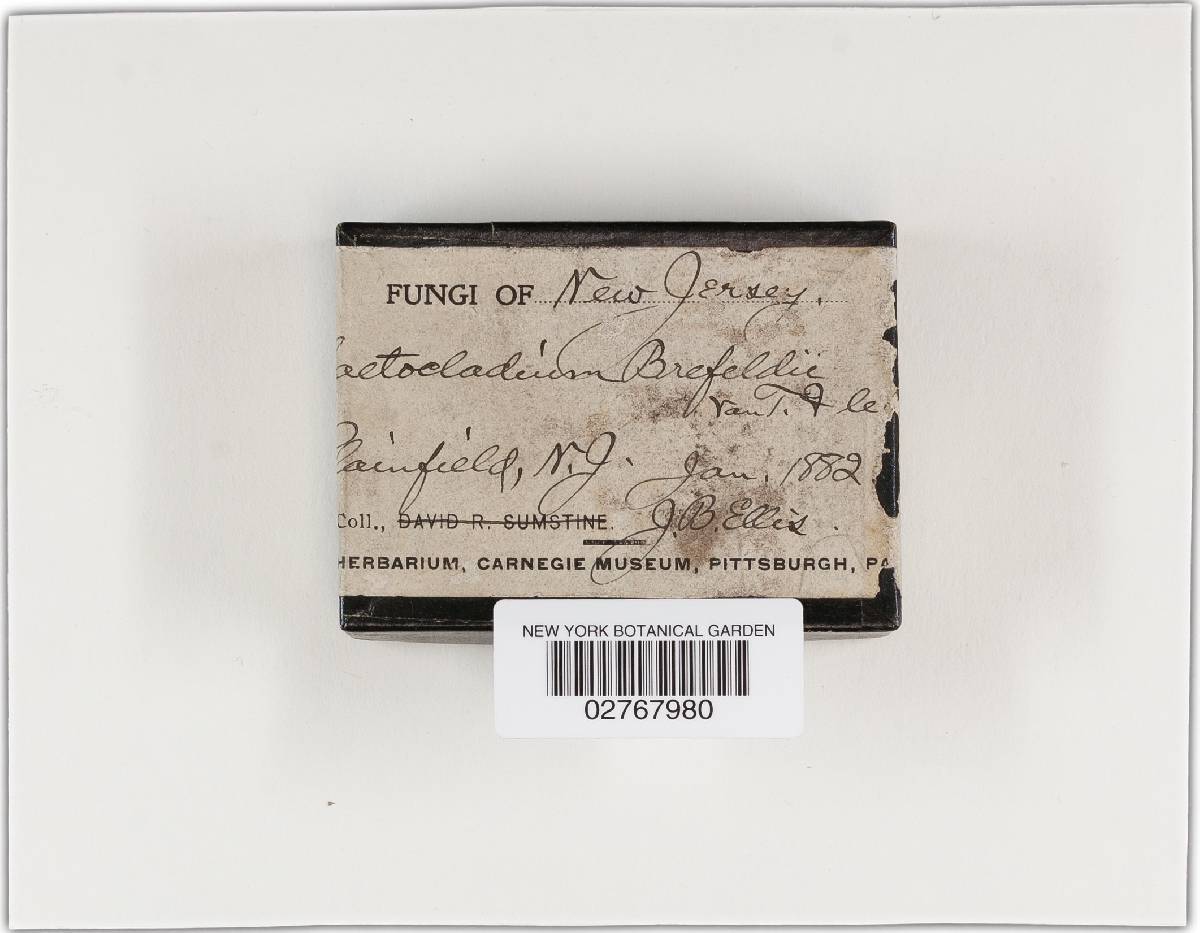 FUNGI OF New Jersey.
aetocladium Brefeldii
Van T. & le
lainfield, N.J. Jan. 1882.
Coll., DAVID R. SUMSTINE. J.B. Ellis.
HERBARIUM, CARNEGIE MUSEUM, PITTSBURGH, PA
NEW YORK BOTANICAL GARDEN
02767980